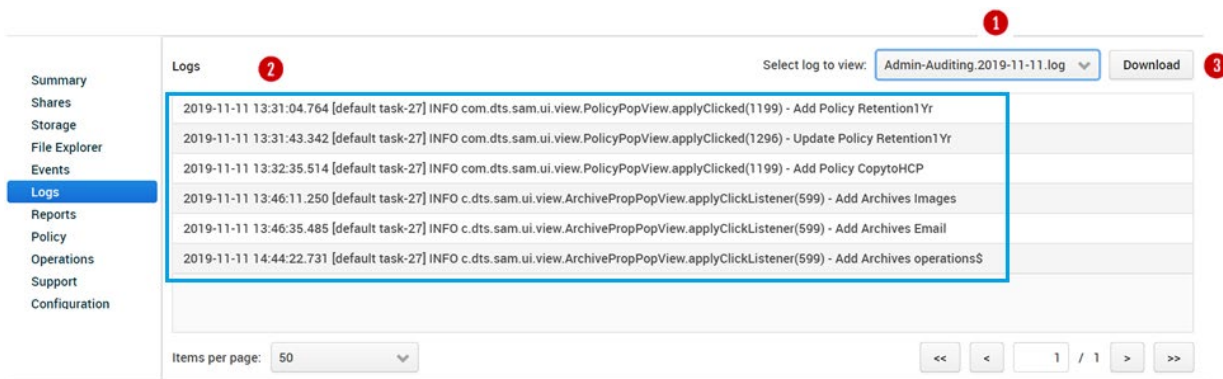 1
Logs
2
Select log to view: Admin-Auditing.2019-11-11.log Download
3
Summary
Shares
Storage
File Explorer
Events
Logs
Reports
Policy
Operations
Support
Configuration
2019-11-11 13:31:04.764 [default task-27] INFO com.dts.sam.ui.view.PolicyPopView.applyClicked(1199) - Add Policy Retention1Yr
2019-11-11 13:31:43.342 [default task-27] INFO com.dts.sam.ui.view.PolicyPopView.applyClicked(1296) - Update Policy Retention1Yr
2019-11-11 13:32:35.514 [default task-27] INFO com.dts.sam.ui.view.PolicyPopView.applyClicked(1199) - Add Policy CopytoHCP
2019-11-11 13:46:11.250 [default task-27] INFO c.dts.sam.ui.view.ArchivePropPopView.applyClickListener(599) - Add Archives Images
2019-11-11 13:46:35.485 [default task-27] INFO c.dts.sam.ui.view.ArchivePropPopView.applyClickListener(599) - Add Archives Email
2019-11-11 14:44:22.731 [default task-27] INFO c.dts.sam.ui.view.ArchivePropPopView.applyClickListener(599) - Add Archives operations$
Items per page: 50
<< < 1 / 1 > >>